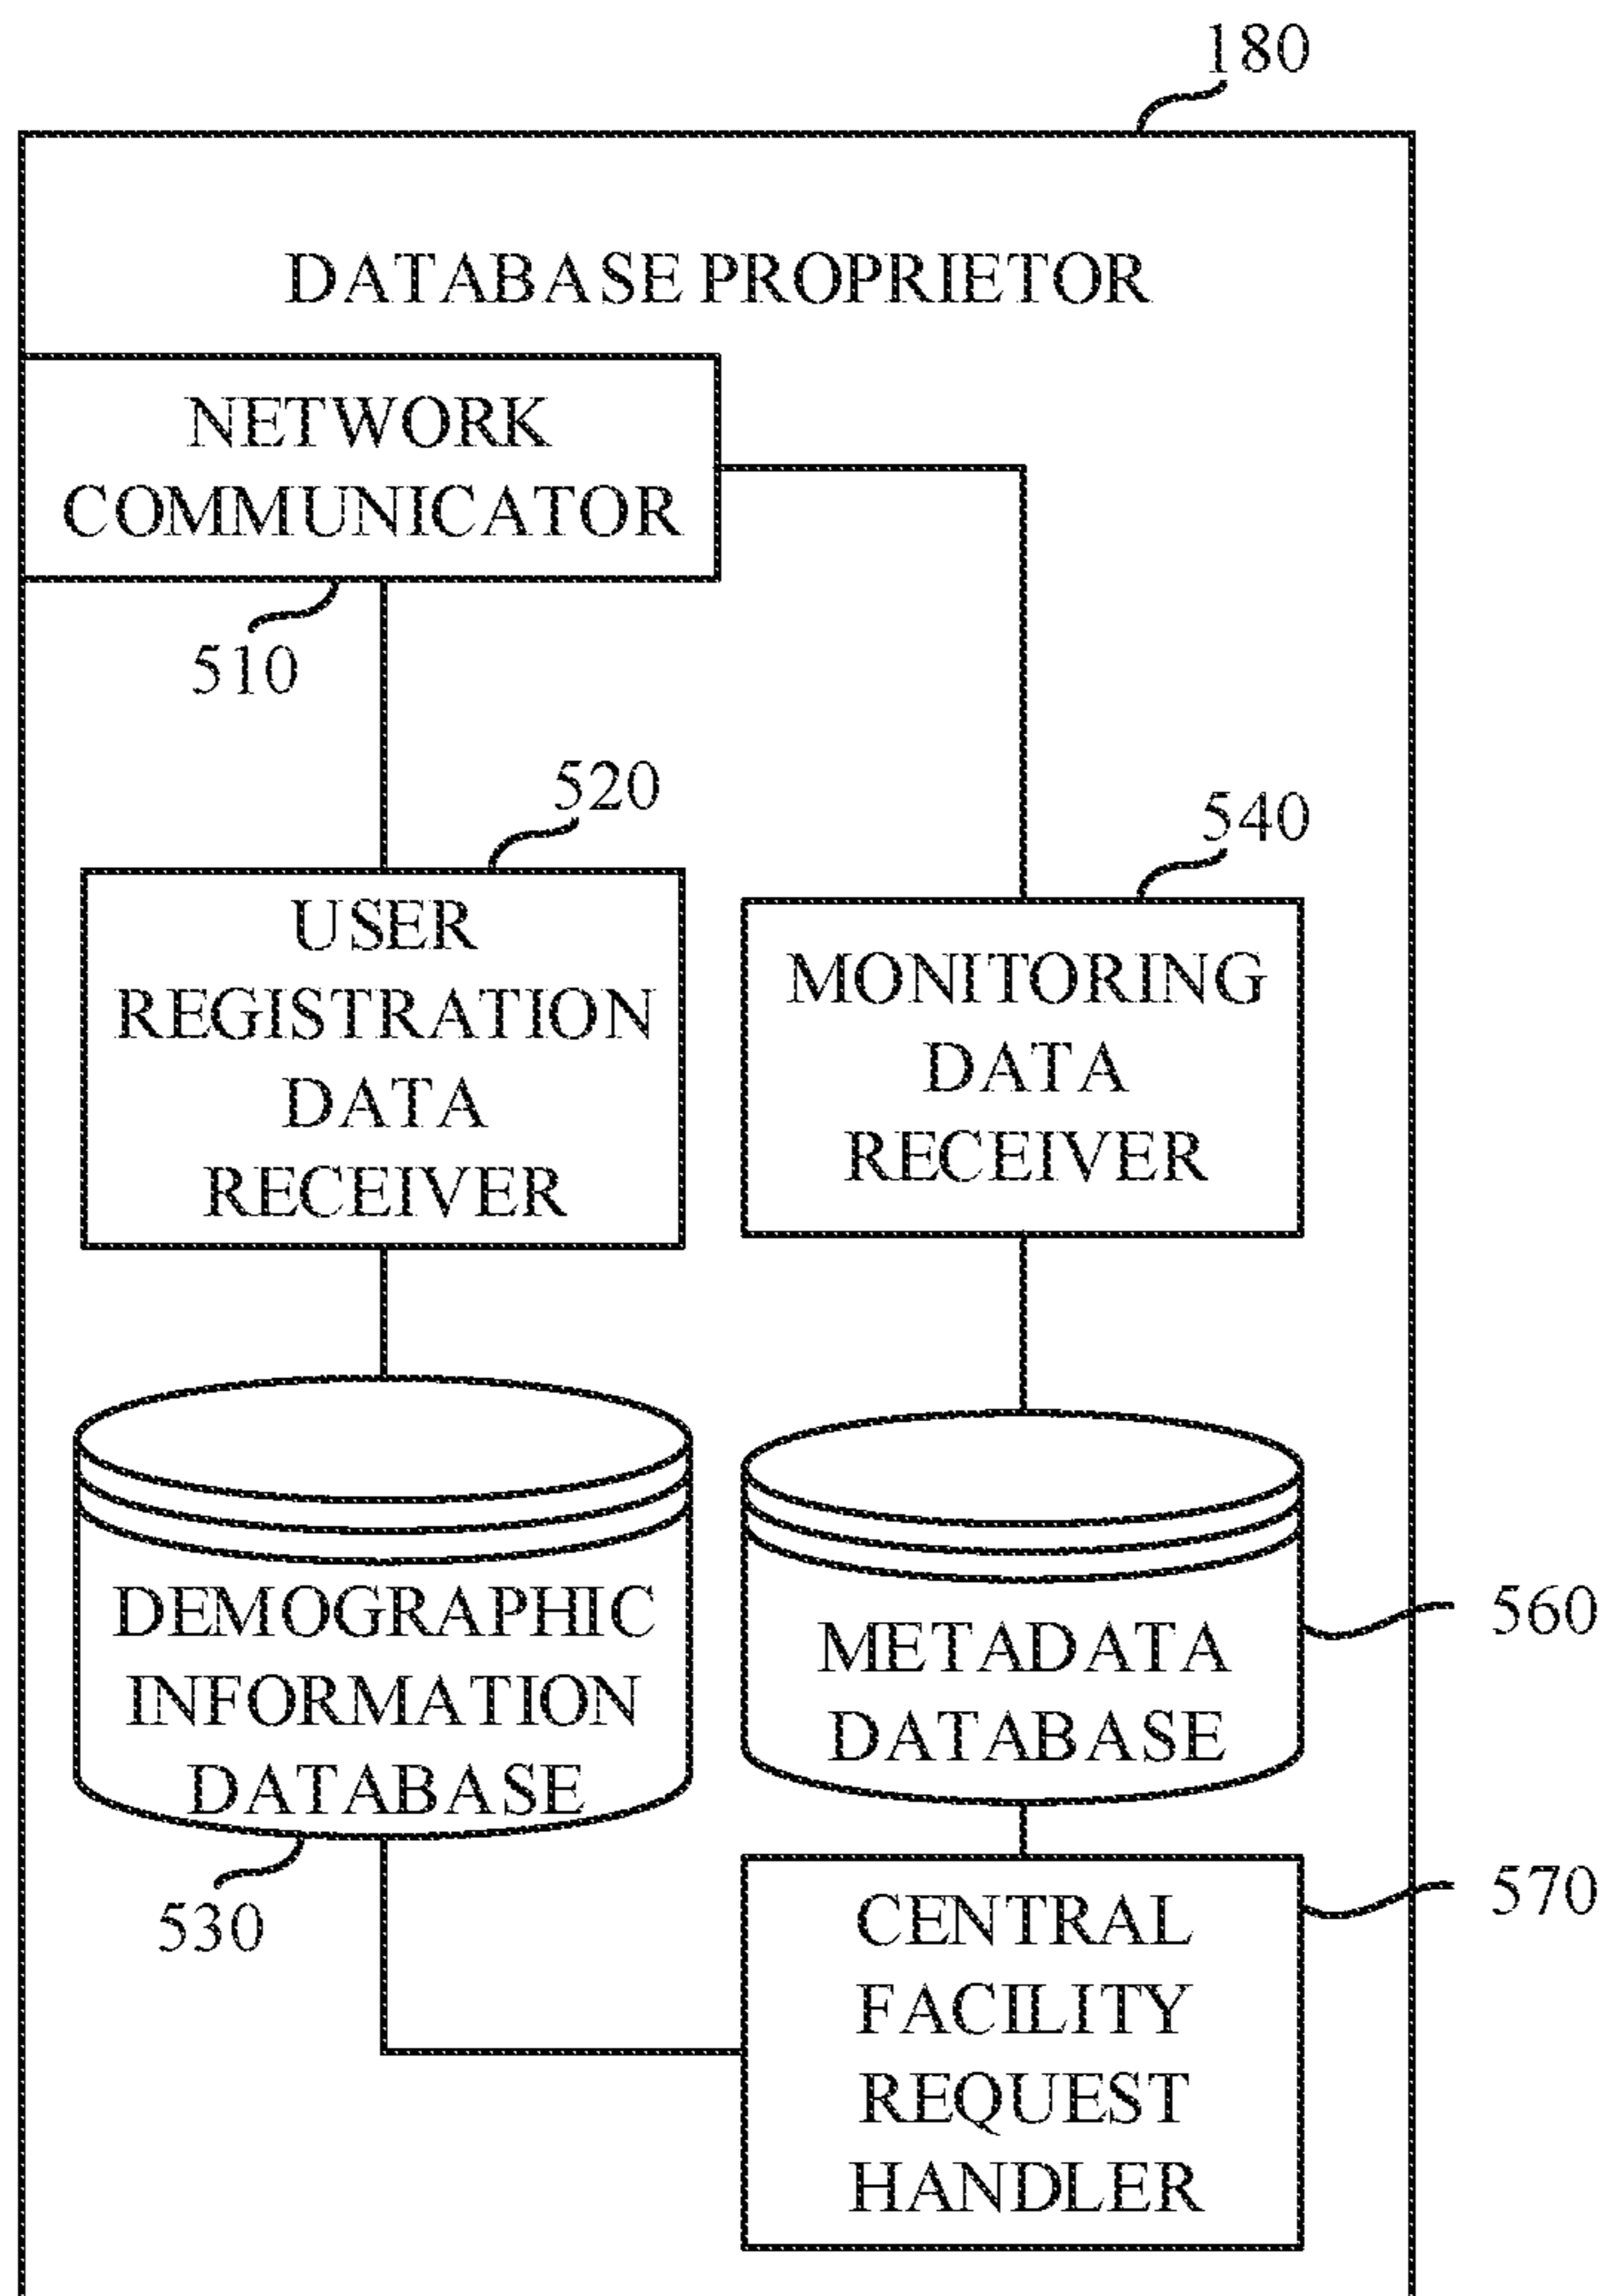 180
DATABASE PROPRIETOR
NETWORK
COMMUNICATOR
510
520
USER
REGISTRATION
DATA
RECEIVER
540
MONITORING
DATA
RECEIVER
DEMOGRAPHIC
INFORMATION
DATABASE
530
METADATA
DATABASE
560
CENTRAL
FACILITY
REQUEST
HANDLER
570